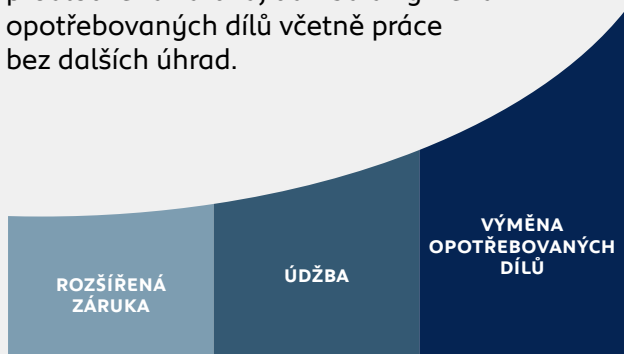 opotřebovaných dílů včetně práce
bez dalších úhrad.
ROZŠÍŘENÁ
ZÁRUKA
ÚDŽBA
VÝMĚNA
OPOTŘEBOVANÝCH
DÍLŮ